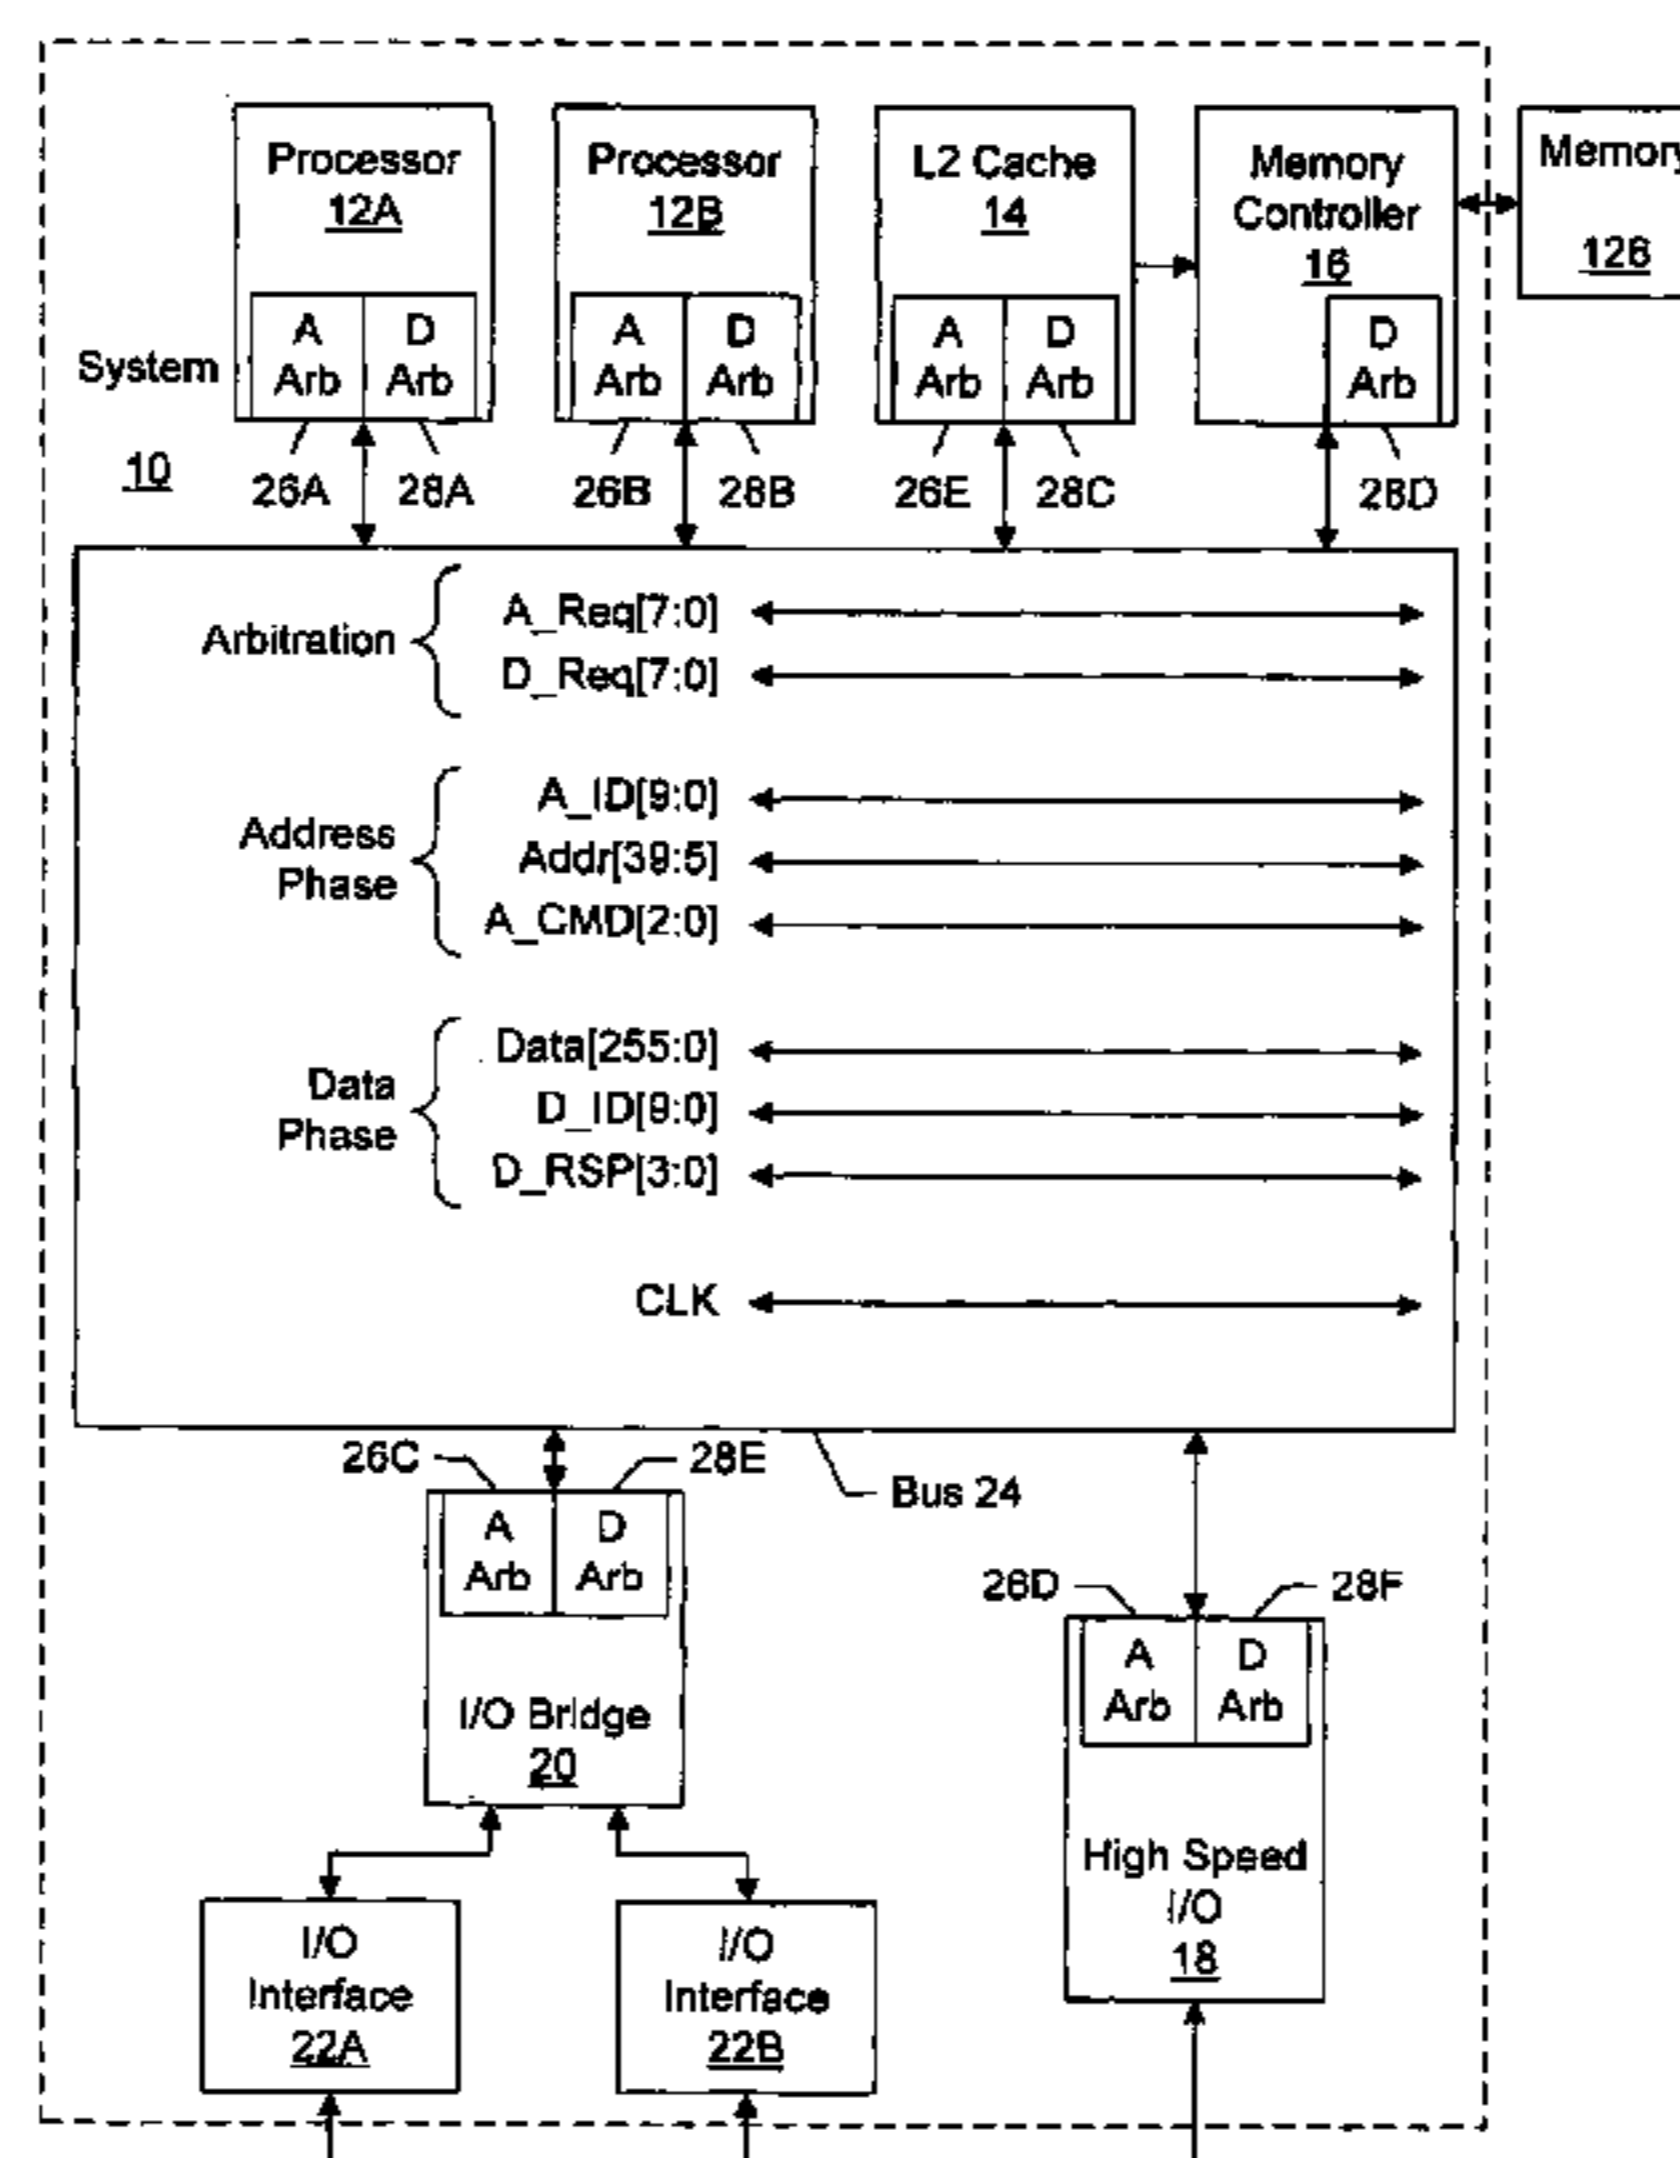 Processor
12A
A
Arb
D
Arb
26A
28A
Processor
12B
A
Arb
D
Arb
26B
28B
L2 Cache
14
A
Arb
D
Arb
26E
28C
Memory
Controller
16
D
Arb
28D
Memory
126
System
10
Arbitration
A_Req[7:0]
D_Req[7:0]
Address
Phase
A_ID[9:0]
Addr[39:5]
A_CMD[2:0]
Data
Phase
Data[255:0]
D_ID[9:0]
D_RSP[3:0]
CLK
Bus 24
26C
28E
A
Arb
D
Arb
I/O Bridge
20
26D
28F
A
Arb
D
Arb
High Speed
I/O
18
I/O
Interface
22A
I/O
Interface
22B